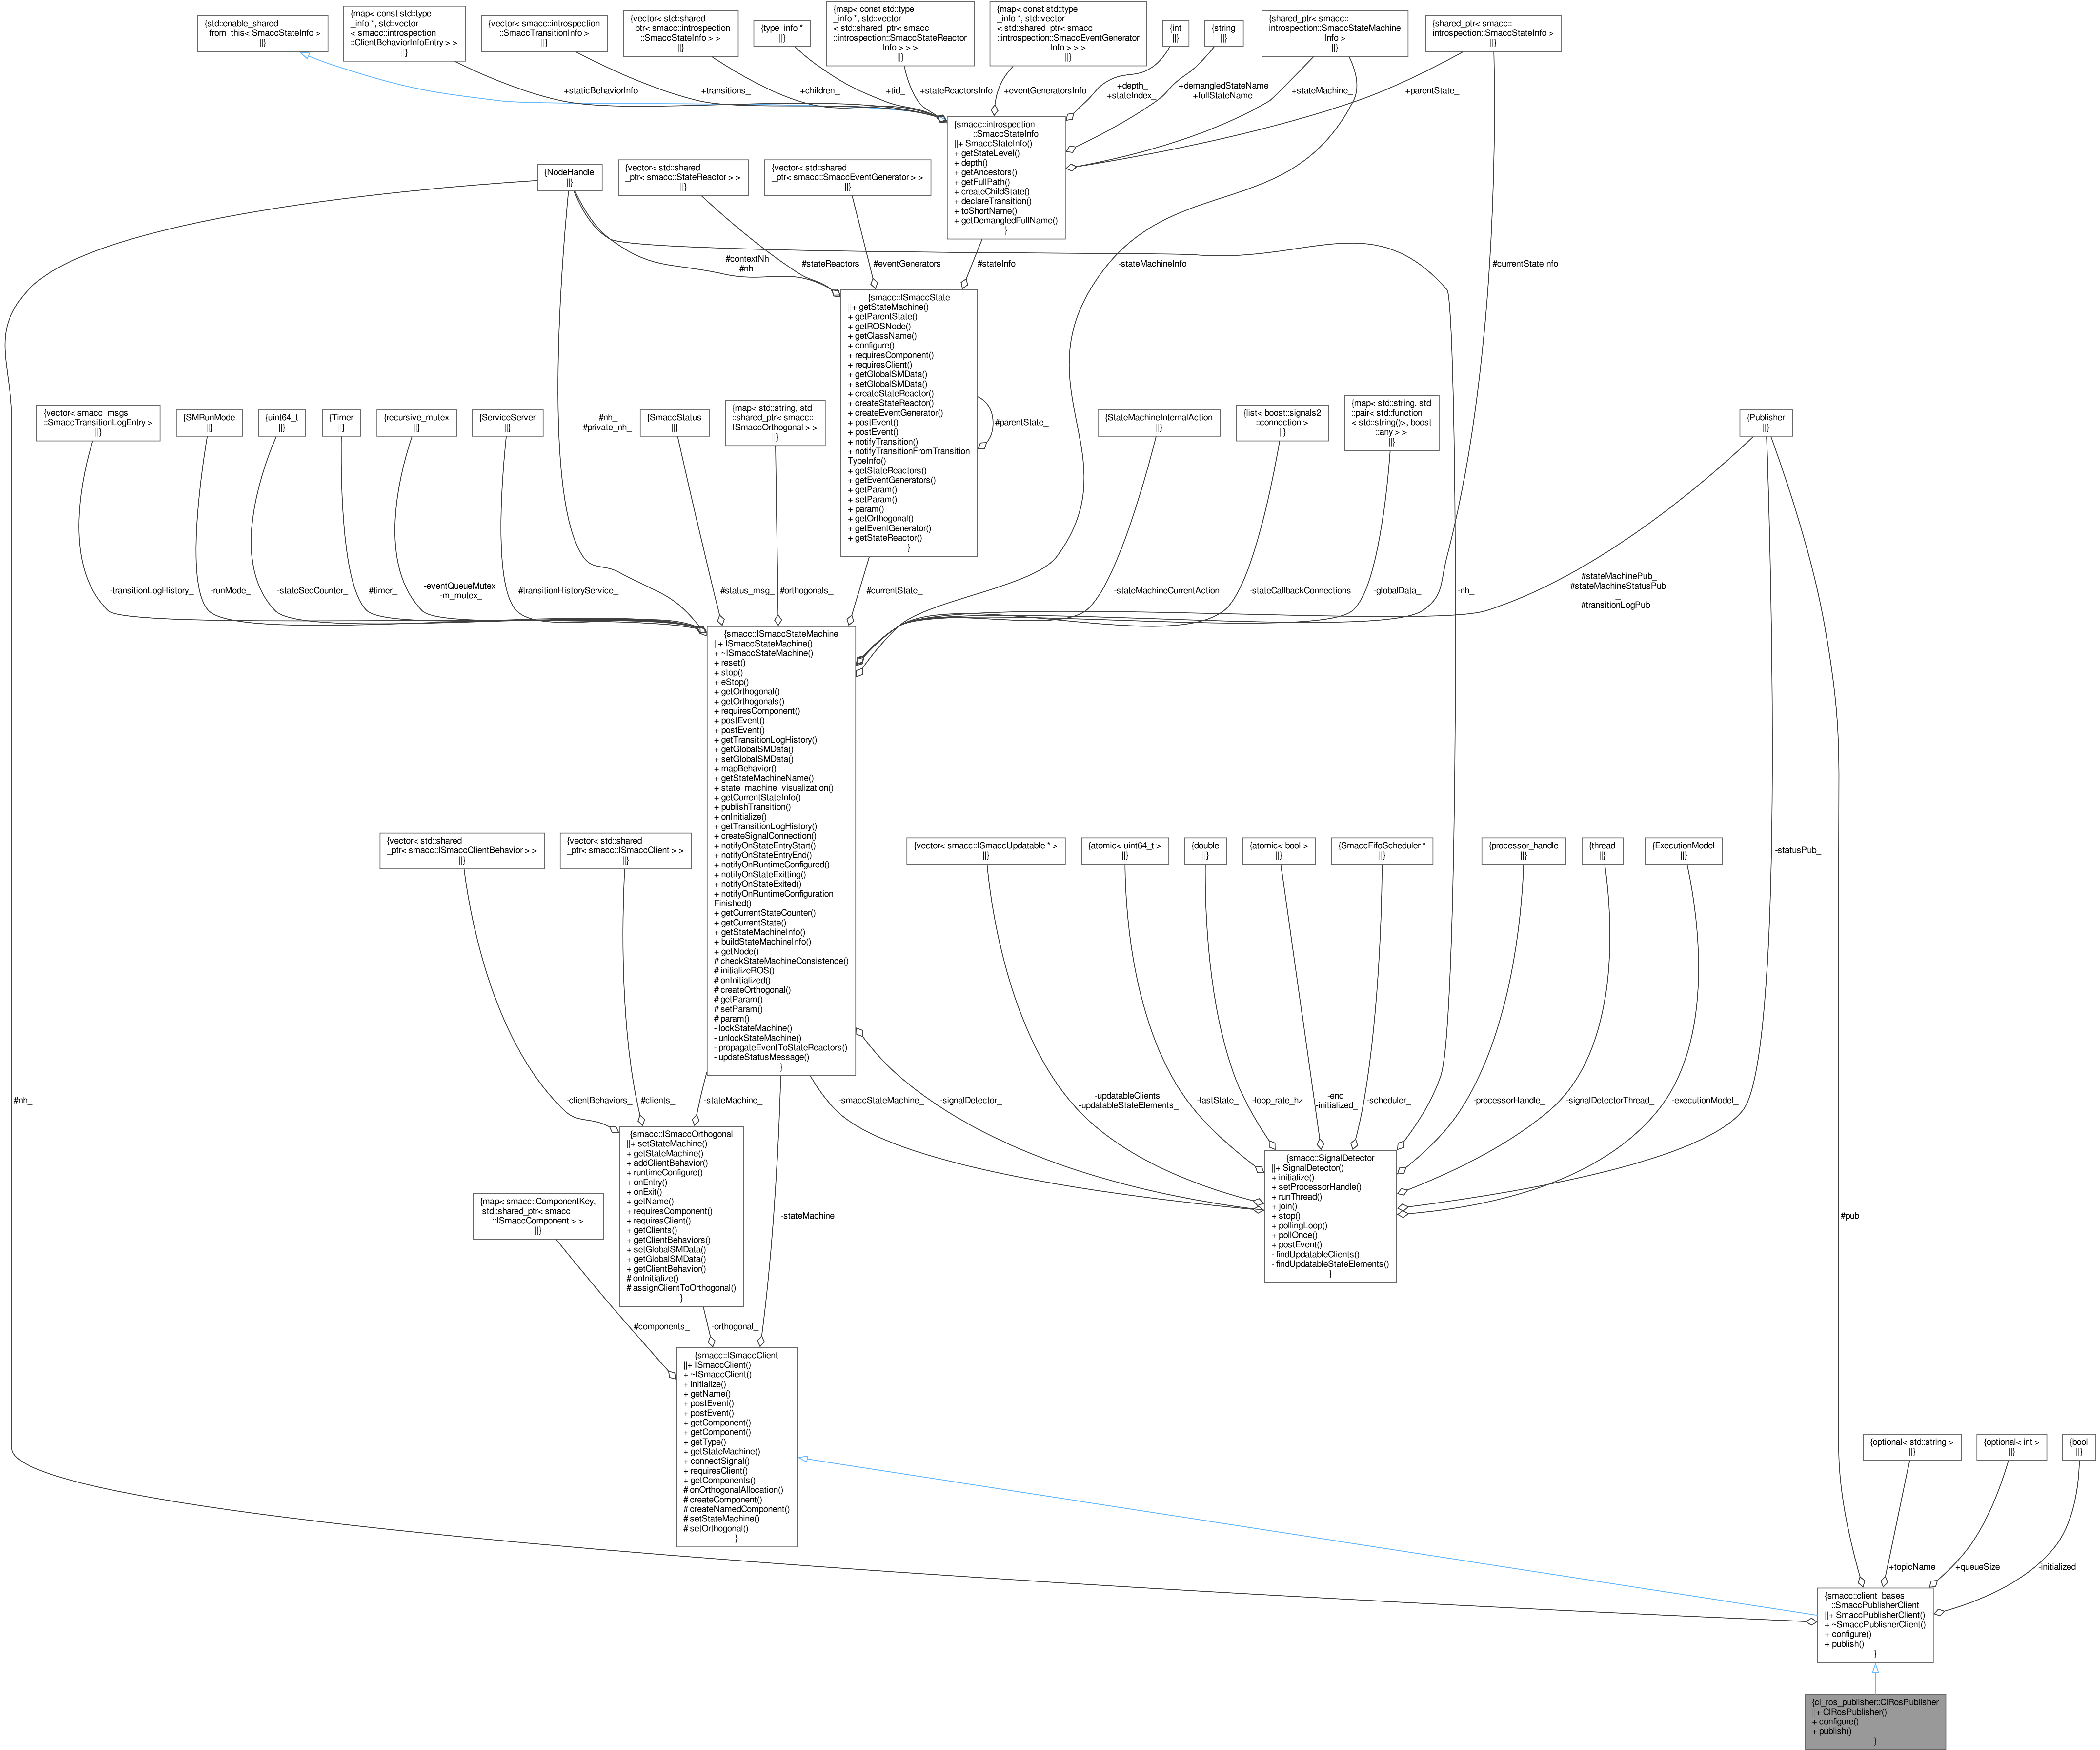 {std::enable_shared
_from_this< SmaccStateInfo >
||}
{map< const std::type
_info *, std::vector
< smacc::introspection
::ClientBehaviorInfoEntry > >
||}
{vector< smacc::introspection
::SmaccTransitionInfo >
||}
{vector< std::shared
_ptr< smacc::introspection
::SmaccStateInfo > >
||}
{type_info *
||}
{map< const std::type
_info *, std::vector
< std::shared_ptr< smacc
::introspection::SmaccStateReactor
Info > > >
||}
{map< const std::type
_info *, std::vector
< std::shared_ptr< smacc
::introspection::SmaccEventGenerator
Info > > >
||}
{int
||}
{string
||}
{shared_ptr< smacc::
introspection::SmaccStateMachine
Info >
||}
{shared_ptr< smacc::
introspection::SmaccStateInfo >
||}
+staticBehaviorInfo
+transitions_
+children_
+tid_
+stateReactorsInfo
+eventGeneratorsInfo
+depth_
+stateIndex_
+demangledStateName
+fullStateName
+stateMachine_
+parentState_
{smacc::introspection
::SmaccStateInfo
||+ SmaccStateInfo()
+ getStateLevel()
+ depth()
+ getAncestors()
+ getFullPath()
+ createChildState()
+ declareTransition()
+ toShortName()
+ getDemangledFullName()
}
{NodeHandle
||}
{vector< std::shared
_ptr< smacc::StateReactor > >
||}
{vector< std::shared
_ptr< smacc::SmaccEventGenerator > >
||}
#contextNh
#nh
#stateReactors_
#eventGenerators_
#stateInfo_
-stateMachineInfo_
#currentStateInfo_
{smacc::ISmaccState
||+ getStateMachine()
+ getParentState()
+ getROSNode()
+ getClassName()
+ configure()
+ requiresComponent()
+ requiresClient()
+ getGlobalSMData()
+ setGlobalSMData()
+ createStateReactor()
+ createStateReactor()
+ createEventGenerator()
+ postEvent()
+ postEvent()
+ notifyTransition()
+ notifyTransitionFromTransition
TypeInfo()
+ getStateReactors()
+ getEventGenerators()
+ getParam()
+ setParam()
+ param()
+ getOrthogonal()
+ getEventGenerator()
+ getStateReactor()
}
#parentState_
{vector< smacc_msgs
::SmaccTransitionLogEntry >
||}
{SMRunMode
||}
{uint64_t
||}
{Timer
||}
{recursive_mutex
||}
{ServiceServer
||}
#nh_
#private_nh_
{SmaccStatus
||}
{map< std::string, std
::shared_ptr< smacc::
ISmaccOrthogonal > >
||}
{StateMachineInternalAction
||}
{list< boost::signals2
::connection >
||}
{map< std::string, std
::pair< std::function
< std::string()>, boost
::any > >
||}
{Publisher
||}
-transitionLogHistory_
-runMode_
-stateSeqCounter_
#timer_
-eventQueueMutex_
-m_mutex_
#transitionHistoryService_
#status_msg_
#orthogonals_
#currentState_
-stateMachineCurrentAction
-stateCallbackConnections
-globalData_
-nh_
#stateMachinePub_
#stateMachineStatusPub
_
#transitionLogPub_
{smacc::ISmaccStateMachine
||+ ISmaccStateMachine()
+ ~ISmaccStateMachine()
+ reset()
+ stop()
+ eStop()
+ getOrthogonal()
+ getOrthogonals()
+ requiresComponent()
+ postEvent()
+ postEvent()
+ getTransitionLogHistory()
+ getGlobalSMData()
+ setGlobalSMData()
+ mapBehavior()
+ getStateMachineName()
+ state_machine_visualization()
+ getCurrentStateInfo()
+ publishTransition()
+ onInitialize()
+ getTransitionLogHistory()
+ createSignalConnection()
+ notifyOnStateEntryStart()
+ notifyOnStateEntryEnd()
+ notifyOnRuntimeConfigured()
+ notifyOnStateExitting()
+ notifyOnStateExited()
+ notifyOnRuntimeConfiguration
Finished()
+ getCurrentStateCounter()
+ getCurrentState()
+ getStateMachineInfo()
+ buildStateMachineInfo()
+ getNode()
# checkStateMachineConsistence()
# initializeROS()
# onInitialized()
# createOrthogonal()
# getParam()
# setParam()
# param()
- lockStateMachine()
- unlockStateMachine()
- propagateEventToStateReactors()
- updateStatusMessage()
}
{vector< std::shared
_ptr< smacc::ISmaccClientBehavior > >
||}
{vector< std::shared
_ptr< smacc::ISmaccClient > >
||}
{vector< smacc::ISmaccUpdatable * >
||}
{atomic< uint64_t >
||}
{double
||}
{atomic< bool >
||}
{SmaccFifoScheduler *
||}
{processor_handle
||}
{thread
||}
{ExecutionModel
||}
-statusPub_
#nh_
-clientBehaviors_
#clients_
-stateMachine_
-smaccStateMachine_
-signalDetector_
-updatableClients_
-updatableStateElements_
-lastState_
-loop_rate_hz
-end_
-initialized_
-scheduler_
-processorHandle_
-signalDetectorThread_
-executionModel_
{smacc::ISmaccOrthogonal
||+ setStateMachine()
+ getStateMachine()
+ addClientBehavior()
+ runtimeConfigure()
+ onEntry()
+ onExit()
+ getName()
+ requiresComponent()
+ requiresClient()
+ getClients()
+ getClientBehaviors()
+ setGlobalSMData()
+ getGlobalSMData()
+ getClientBehavior()
# onInitialize()
# assignClientToOrthogonal()
}
{smacc::SignalDetector
||+ SignalDetector()
+ initialize()
+ setProcessorHandle()
+ runThread()
+ join()
+ stop()
+ pollingLoop()
+ pollOnce()
+ postEvent()
- findUpdatableClients()
- findUpdatableStateElements()
}
{map< smacc::ComponentKey,
std::shared_ptr< smacc
::ISmaccComponent > >
||}
-stateMachine_
#pub_
#components_
-orthogonal_
{smacc::ISmaccClient
||+ ISmaccClient()
+ ~ISmaccClient()
+ initialize()
+ getName()
+ postEvent()
+ postEvent()
+ getComponent()
+ getComponent()
+ getType()
+ getStateMachine()
+ connectSignal()
+ requiresClient()
+ getComponents()
# onOrthogonalAllocation()
# createComponent()
# createNamedComponent()
# setStateMachine()
# setOrthogonal()
}
{optional< std::string >
||}
{optional< int >
||}
{bool
||}
+topicName
+queueSize
-initialized_
{smacc::client_bases
::SmaccPublisherClient
||+ SmaccPublisherClient()
+ ~SmaccPublisherClient()
+ configure()
+ publish()
}
{cl_ros_publisher::ClRosPublisher
||+ ClRosPublisher()
+ configure()
+ publish()
}